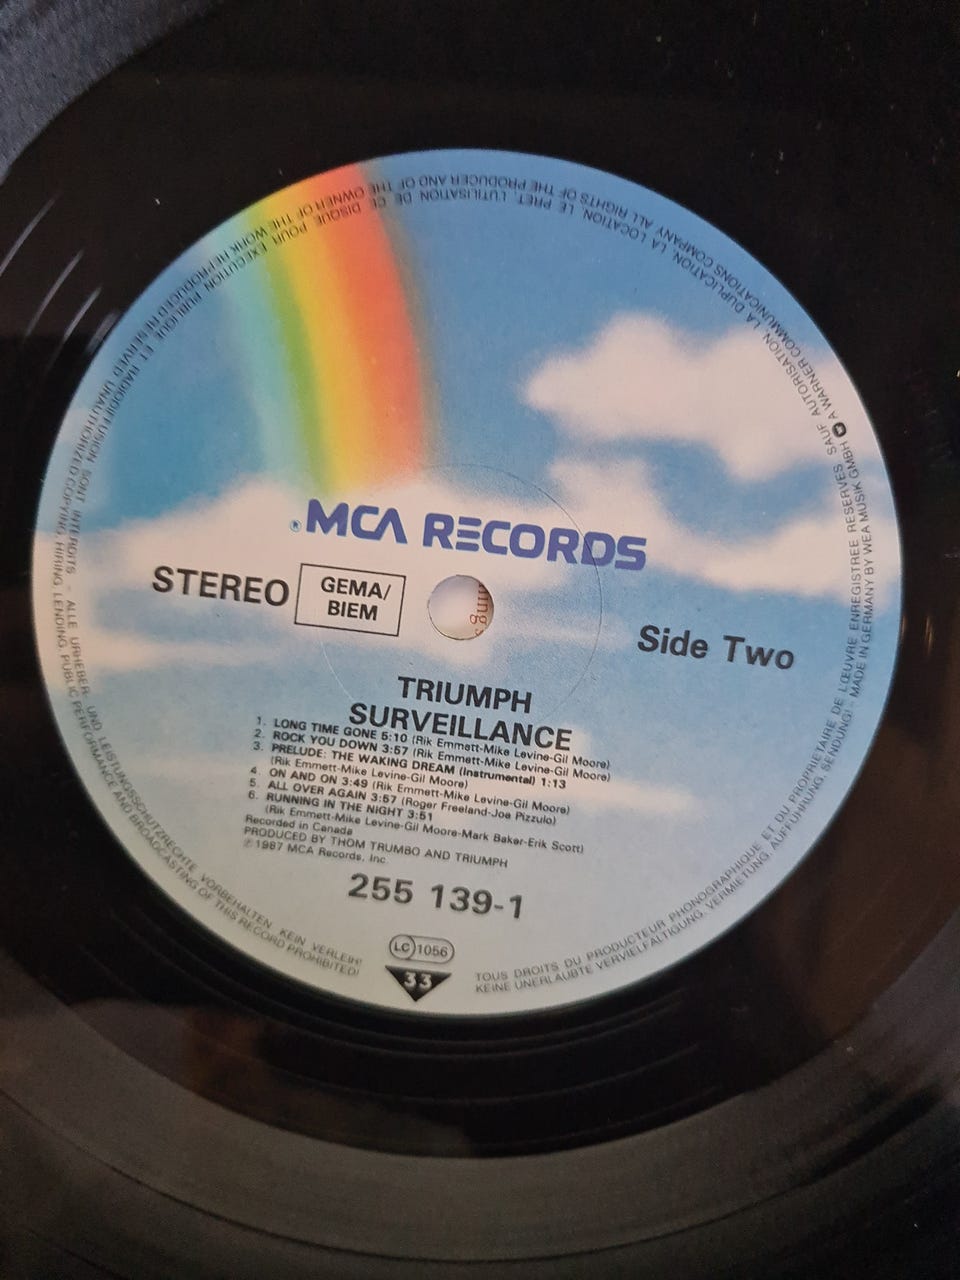 ® MCA RECORDS
STEREO
GEMA/
BIEM
Side Two
TRIUMPH
SURVEILLANCE
1. LONG TIME GONE 5:10 (Rik Emmett-Mike Levine-Gil Moore)
2. ROCK YOU DOWN 3:57 (Rik Emmett-Mike Levine-Gil Moore)
3. PRELUDE: THE WAKING DREAM (Instrumental) 1:13
(Rik Emmett-Mike Levine-Gil Moore)
4. ON AND ON 3:49 (Rik Emmett-Mike Levine-Gil Moore)
5. ALL OVER AGAIN 3:57 (Roger Freeland-Joe Pizzulo)
6. RUNNING IN THE NIGHT 3:51
(Rik Emmett-Mike Levine-Gil Moore-Mark Baker-Erik Scott)
Recorded in Canada
PRODUCED BY THOM TRUMBO AND TRIUMPH
℗ 1987 MCA Records, Inc.
255 139-1
LC 1056
33
TOUS DROITS DU PRODUCTEUR PHONOGRAPHIQUE ET DU PROPRIETAIRE DE L'ŒUVRE ENREGISTREE RESERVES. SAUF AUTORISATION, LA DUPLICATION, LA LOCATION, LE PRET, L'UTILISATION DE CE DISQUE POUR EXECUTION PUBLIQUE ET RADIODIFFUSION SONT INTERDITS - ALLE URHEBER- UND LEISTUNGSSCHUTZRECHTE VORBEHALTEN. KEIN VERLEIH!
KEINE UNERLAUBTE VERVIELFÄLTIGUNG, VERMIETUNG, AUFFÜHRUNG, SENDUNG! - MADE IN GERMANY BY WEA MUSIK GMBH A WARNER COMMUNICATIONS COMPANY. ALL RIGHTS OF THE PRODUCER AND OF THE OWNER OF THE WORK REPRODUCED RESERVED. UNAUTHORIZED COPYING, HIRING, LENDING, PUBLIC PERFORMANCE AND BROADCASTING OF THIS RECORD PROHIBITED!